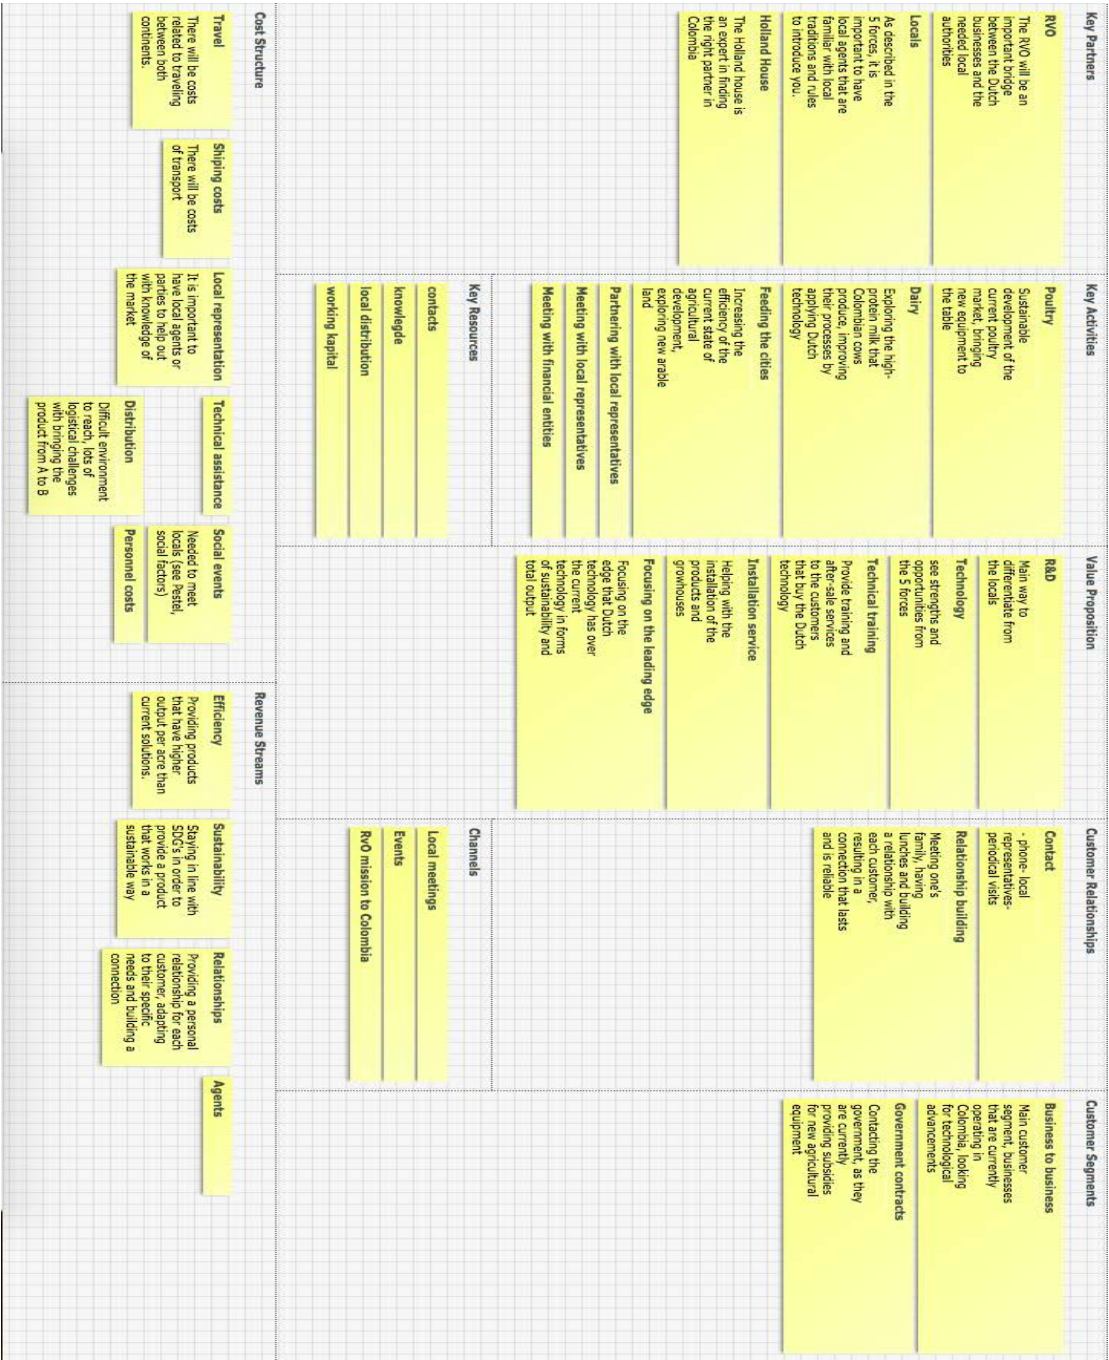 Key Partners
RVO
The RVO will be an
important bridge
between the Dutch
businesses and the
needed local
authorities
Locals
As described in the
5 forces, it is
important to have
local agents that are
familiar with local
traditions and rules
to introduce you.
Holland House
The Holland house is
an expert in finding
the right partner in
Colombia
Key Activities
Poultry
Sustainable
development of the
current poultry
market, bringing
new equipment to
the table
Dairy
Exploring the high-
protein milk that
Colombian cows
produce, improving
their processes by
applying Dutch
technology
Feeding the cities
Increasing the
efficiency of the
current state of
agricultural
development,
exploring new arable
land
Partnering with local representatives
Meeting with local representatives
Meeting with financial entities
Key Resources
contacts
knowlegde
local distribution
working kapital
Value Proposition
R&D
Main way to
differentiate from
the locals
Technology
see strengths and
opportunities from
the 5 forces
Technical training
Provide training and
after-sale services
to the customers
that buy the Dutch
technology
Installation service
Helping with the
installation of the
products and
growhouses
Focusing on the leading edge
Focusing on the
edge that Dutch
technology has over
the current
technology in forms
of sustainability and
total output
Customer Relationships
Contact
- phone- local
representatives-
periodical visits
Relationship building
Meeting one's
family, having
lunches and building
a relationship with
each customer,
resulting in a
connection that lasts
and is reliable
Channels
Local meetings
Events
RvO mission to Colombia
Customer Segments
Business to business
Main customer
segment, businesses
that are currently
operating in
Colombia, looking
for technological
advancements
Government contracts
Contacting the
government, as they
are currently
providing subsidies
for new agricultural
equipment
Cost Structure
Travel
There will be costs
related to traveling
between both
continents.
Shiping costs
There will be costs
of transport
Local representation
It is important to
have local agents or
parties to help out
with knowledge of
the market
Technical assistance
Distribution
Difficult environment
to reach, lots of
logistical challenges
with bringing the
product from A to B
Social events
Needed to meet
locals (see Pestel,
social factors)
Personnel costs
Revenue Streams
Efficiency
Providing products
that have higher
output per acre than
current solutions.
Sustainability
Staying in line with
SDG's in order to
provide a product
that works in a
sustainable way
Relationships
Providing a personal
relationship for each
customer, adapting
to their specific
needs and building a
connection
Agents